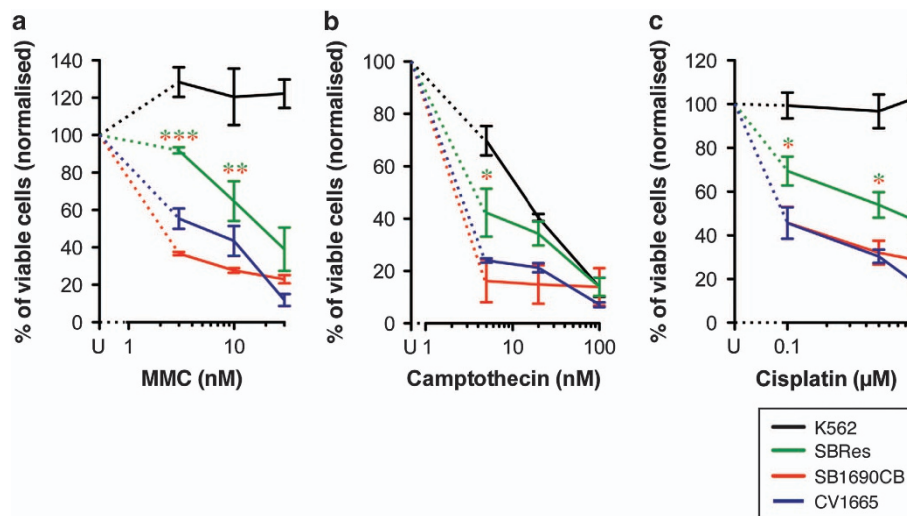 a
% of viable cells (normalised)
140
120
100
80
60
40
20
0
***
**
U 1 10
MMC (nM)
b
% of viable cells (normalised)
100
80
60
40
20
0
*
U 1 10 100
Camptothecin (nM)
c
% of viable cells (normalised)
120
100
80
60
40
20
0
*
*
U 0.1
Cisplatin (µM)
K562
SBRes
SB1690CB
CV1665